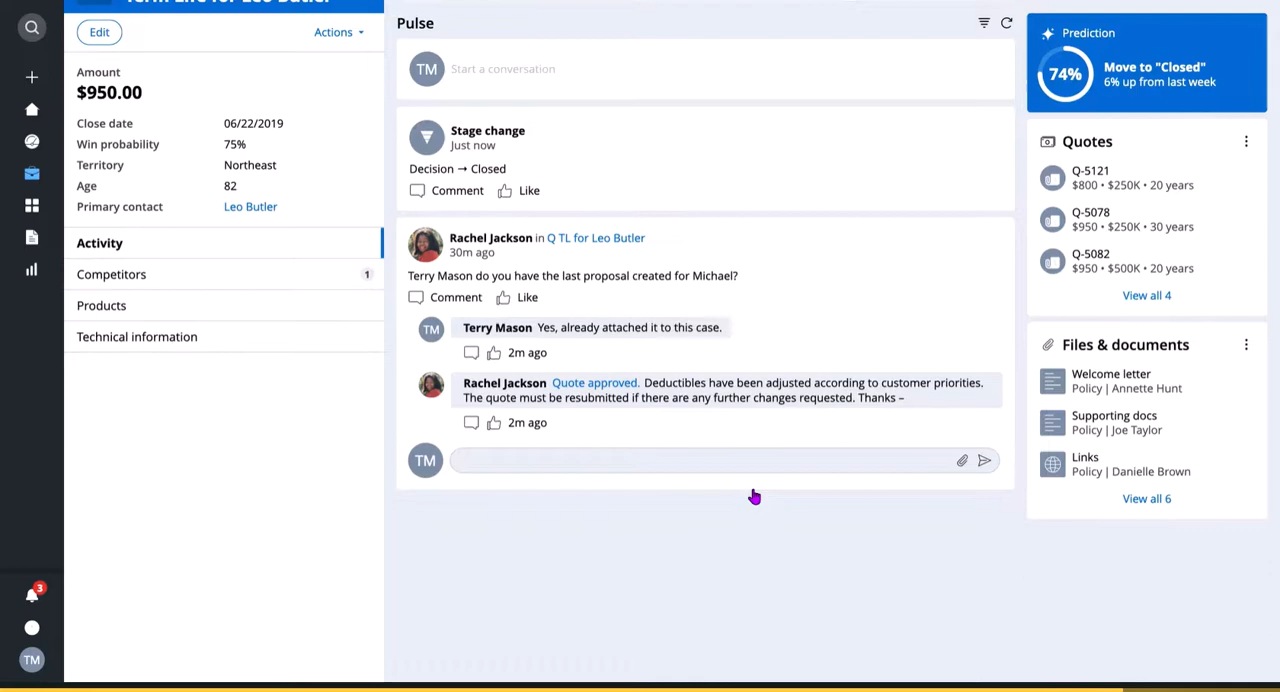 Term Life for Leo Butler
Edit
Actions
Amount
$950.00
Close date 06/22/2019
Win probability 75%
Territory Northeast
Age 82
Primary contact Leo Butler
Activity
Competitors 1
Products
Technical information
3
TM
Pulse
TM Start a conversation
Stage change
Just now
Decision → Closed
Comment Like
Rachel Jackson in Q TL for Leo Butler
30m ago
Terry Mason do you have the last proposal created for Michael?
Comment Like
TM Terry Mason Yes, already attached it to this case.
2m ago
Rachel Jackson Quote approved. Deductibles have been adjusted according to customer priorities.
The quote must be resubmitted if there are any further changes requested. Thanks –
2m ago
TM
Prediction
74% Move to "Closed"
6% up from last week
Quotes
Q-5121
$800 • $250K • 20 years
Q-5078
$950 • $250K • 30 years
Q-5082
$950 • $500K • 20 years
View all 4
Files & documents
Welcome letter
Policy | Annette Hunt
Supporting docs
Policy | Joe Taylor
Links
Policy | Danielle Brown
View all 6